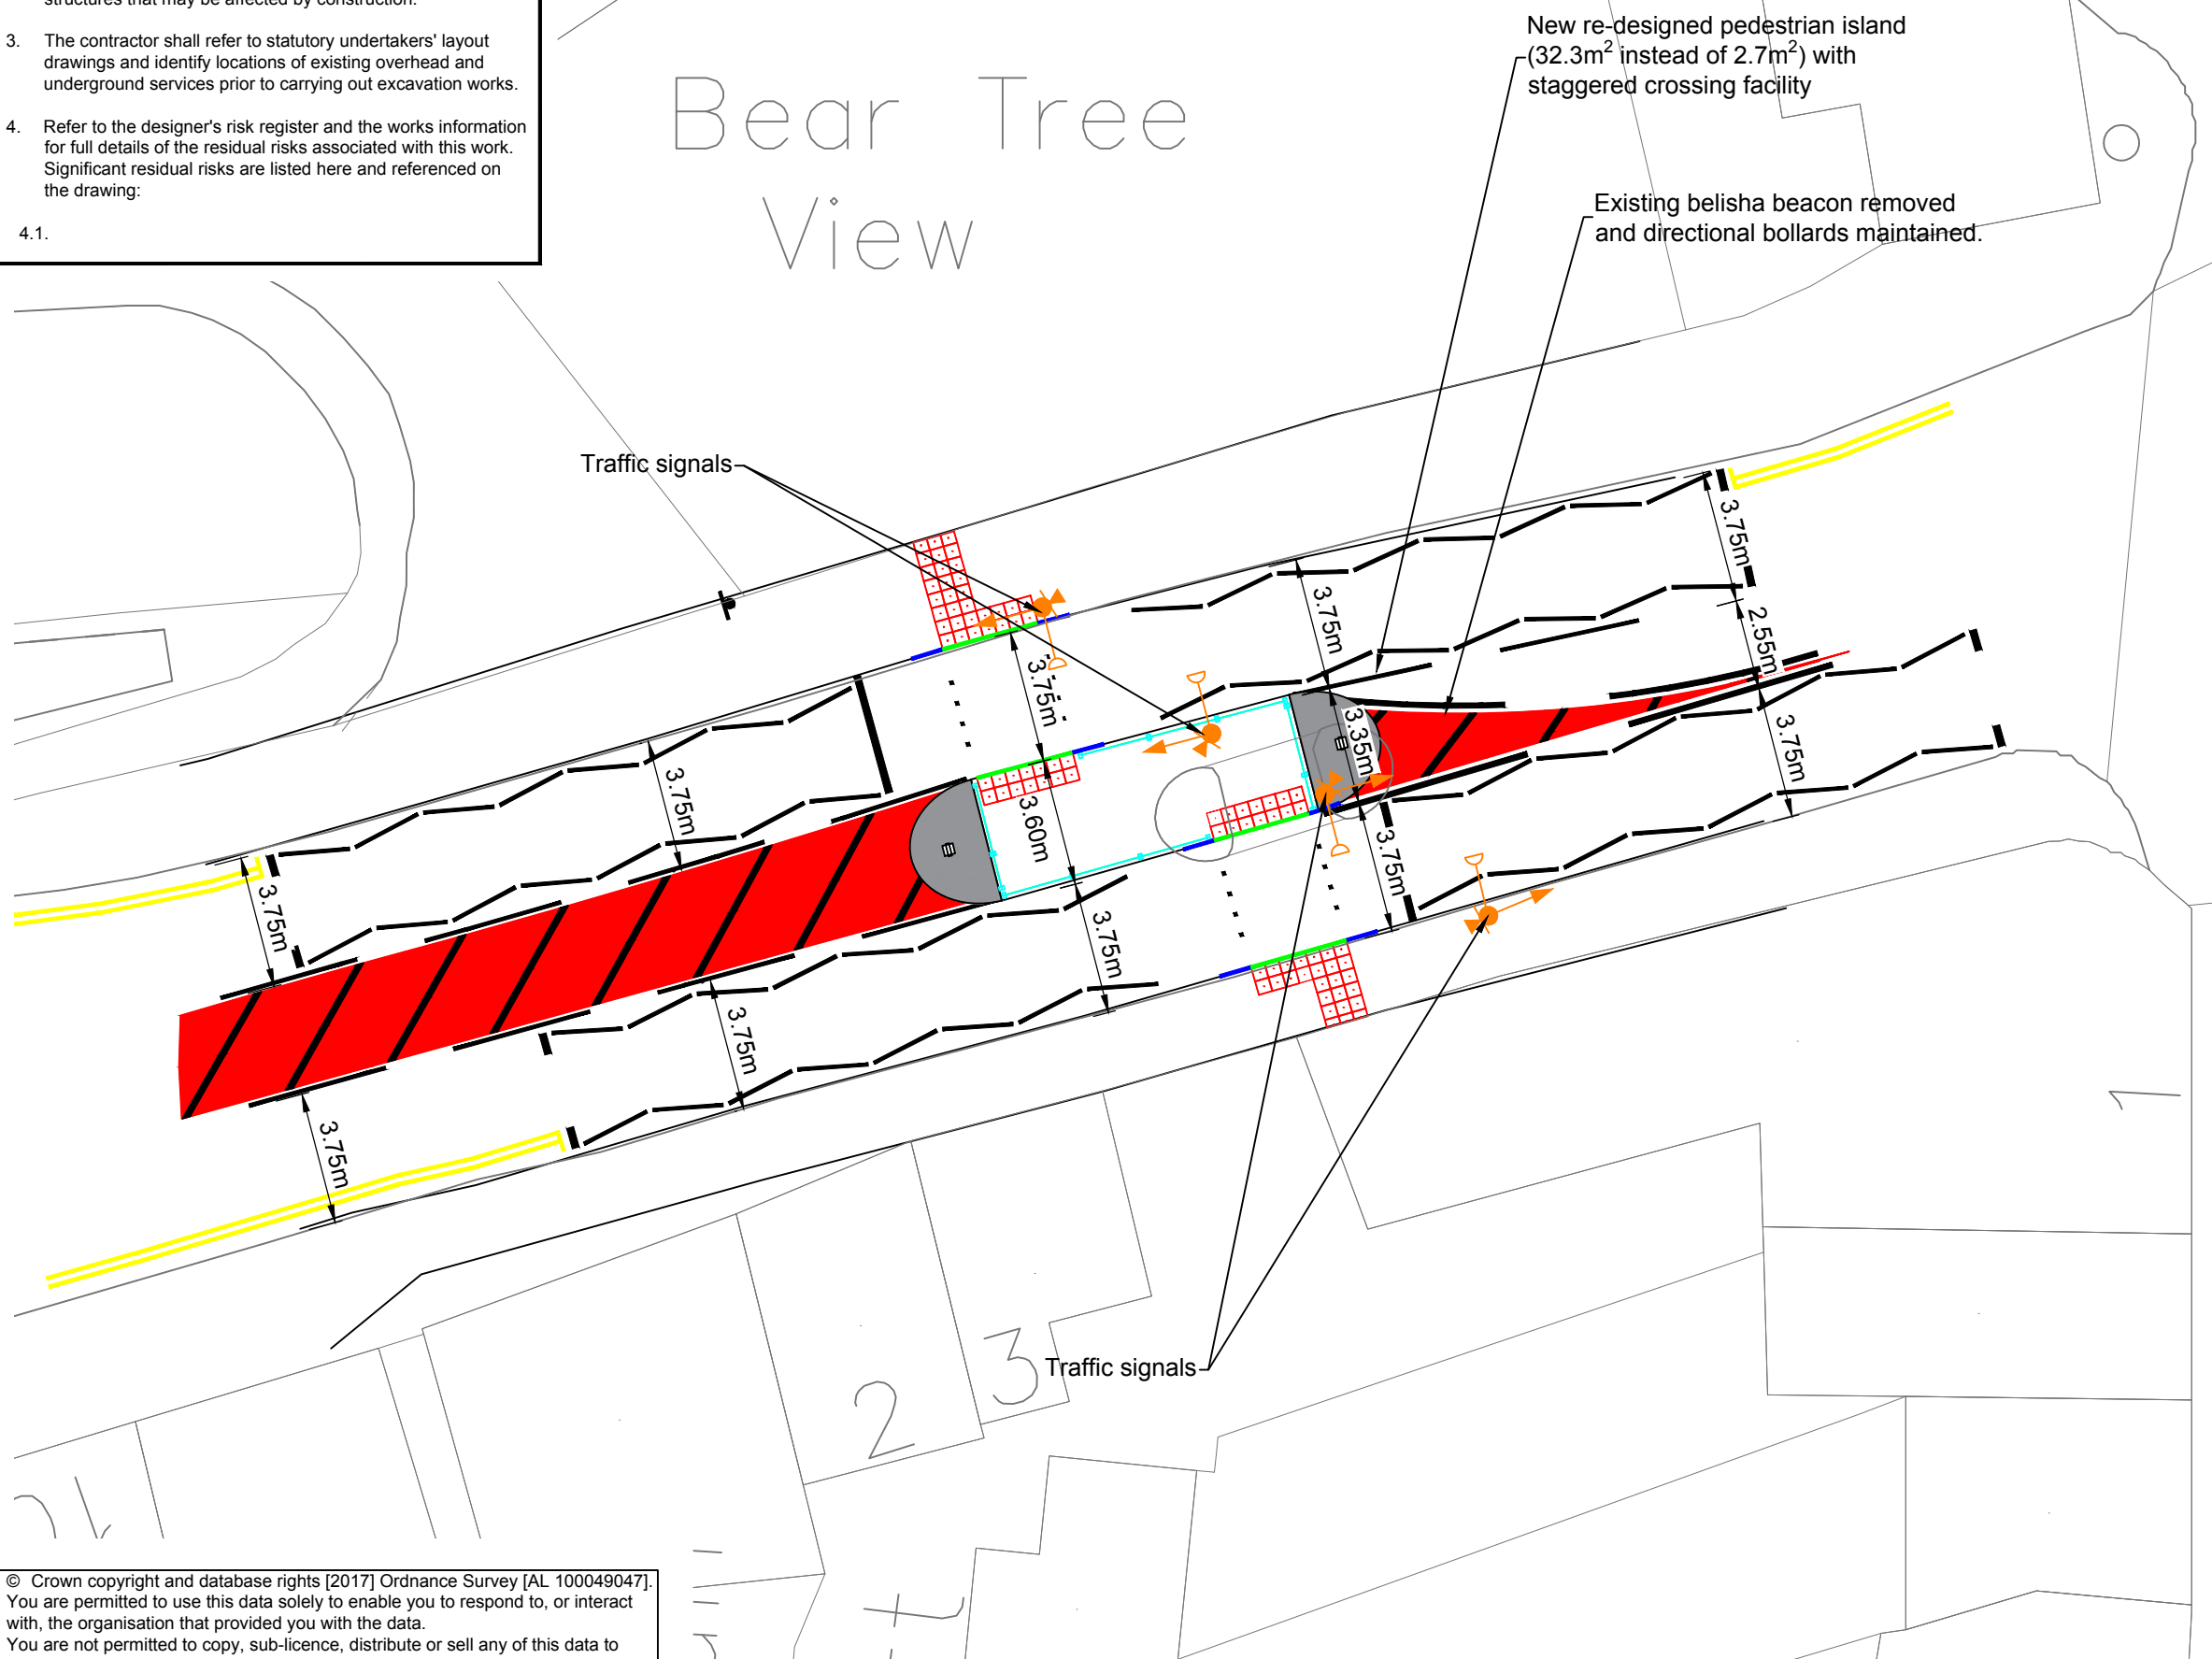 structures that may be affected by construction.
3. The contractor shall refer to statutory undertakers' layout
drawings and identify locations of existing overhead and
underground services prior to carrying out excavation works.
4. Refer to the designer's risk register and the works information
for full details of the residual risks associated with this work.
Significant residual risks are listed here and referenced on
the drawing:
4.1.
Bear Tree
View
New re-designed pedestrian island
(32.3m² instead of 2.7m²) with
staggered crossing facility
Existing belisha beacon removed
and directional bollards maintained.
Traffic signals
3.75m
2.55m
3.75m
3.75m
3.35m
3.75m
3.75m
3.60m
3.75m
3.75m
3.75m
3.75m
3.75m
Traffic signals
1
2
3
© Crown copyright and database rights [2017] Ordnance Survey [AL 100049047].
You are permitted to use this data solely to enable you to respond to, or interact
with, the organisation that provided you with the data.
You are not permitted to copy, sub-licence, distribute or sell any of this data to